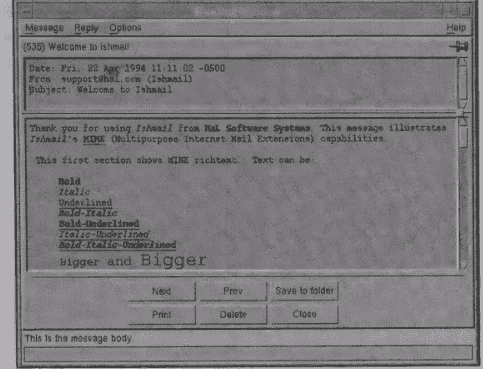 Message Reply Options Help
(535) Welcome to Ishmail
Date: Fri, 22 Apr 1994 11:11:02 -0500
From: support@hal.com (Ishmail)
Subject: Welcome to Ishmail
Thank you for using Ishmail from HaL Software Systems. This message illustrates
Ishmail's MIME (Multipurpose Internet Mail Extensions) capabilities.
This first section shows MIME richtext. Text can be:
Bold
Italic
Underlined
Bold-Italic
Bold-Underlined
Italic-Underlined
Bold-Italic-Underlined
Bigger and Bigger
Next Prev Save to folder
Print Delete Close
This is the message body.